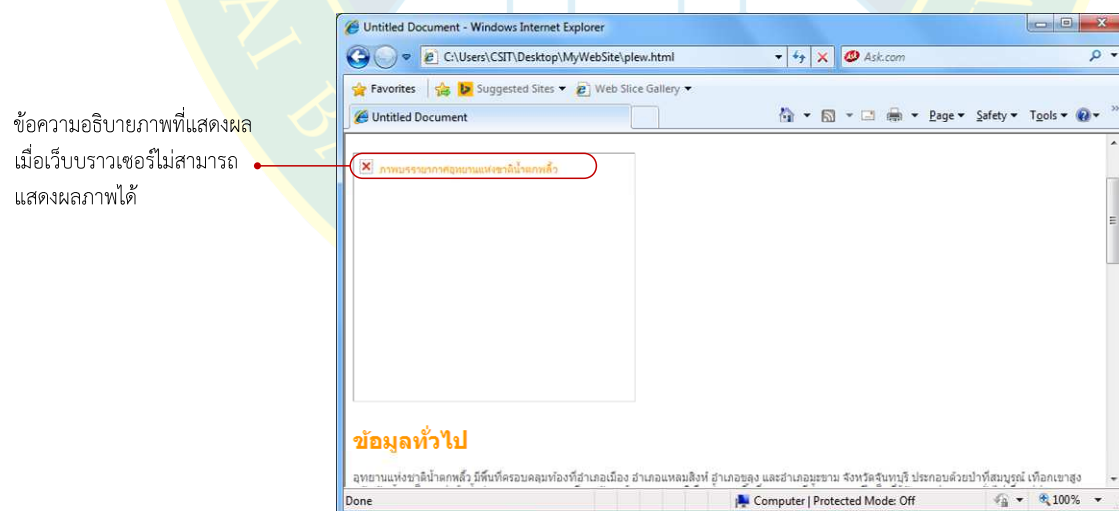 AI BA
ข้อความอธิบายภาพที่แสดงผล
เมื่อเว็บบราวเซอร์ไม่สามารถ
แสดงผลภาพได้
Untitled Document - Windows Internet Explorer
C:\Users\CSIT\Desktop\MyWebSite\plew.html
Ask.com
Favorites
Suggested Sites
Web Slice Gallery
Untitled Document
Page
Safety
Tools
ภาพบรรยากาศอุทยานแห่งชาติน้ำตกพลิ้ว
ข้อมูลทั่วไป
อุทยานแห่งชาติน้ำตกพลิ้ว มีพื้นที่ครอบคลุมท้องที่อำเภอเมือง อำเภอแหลมสิงห์ อำเภอขลุง และอำเภอมะขาม จังหวัดจันทบุรี ประกอบด้วยป่าที่สมบูรณ์ เทือกเขาสูง
Done
Computer | Protected Mode: Off
100%